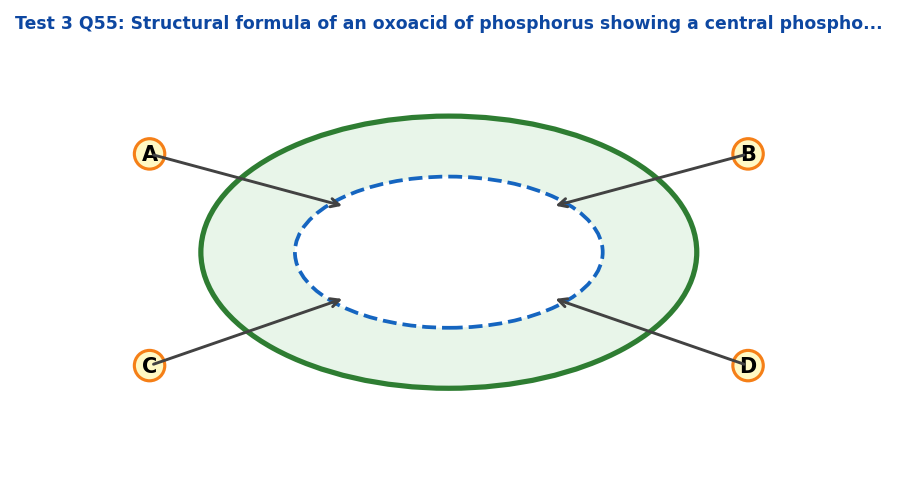 Test 3 Q55: Structural formula of an oxoacid of phosphorus showing a central phospho...
A
B
C
D